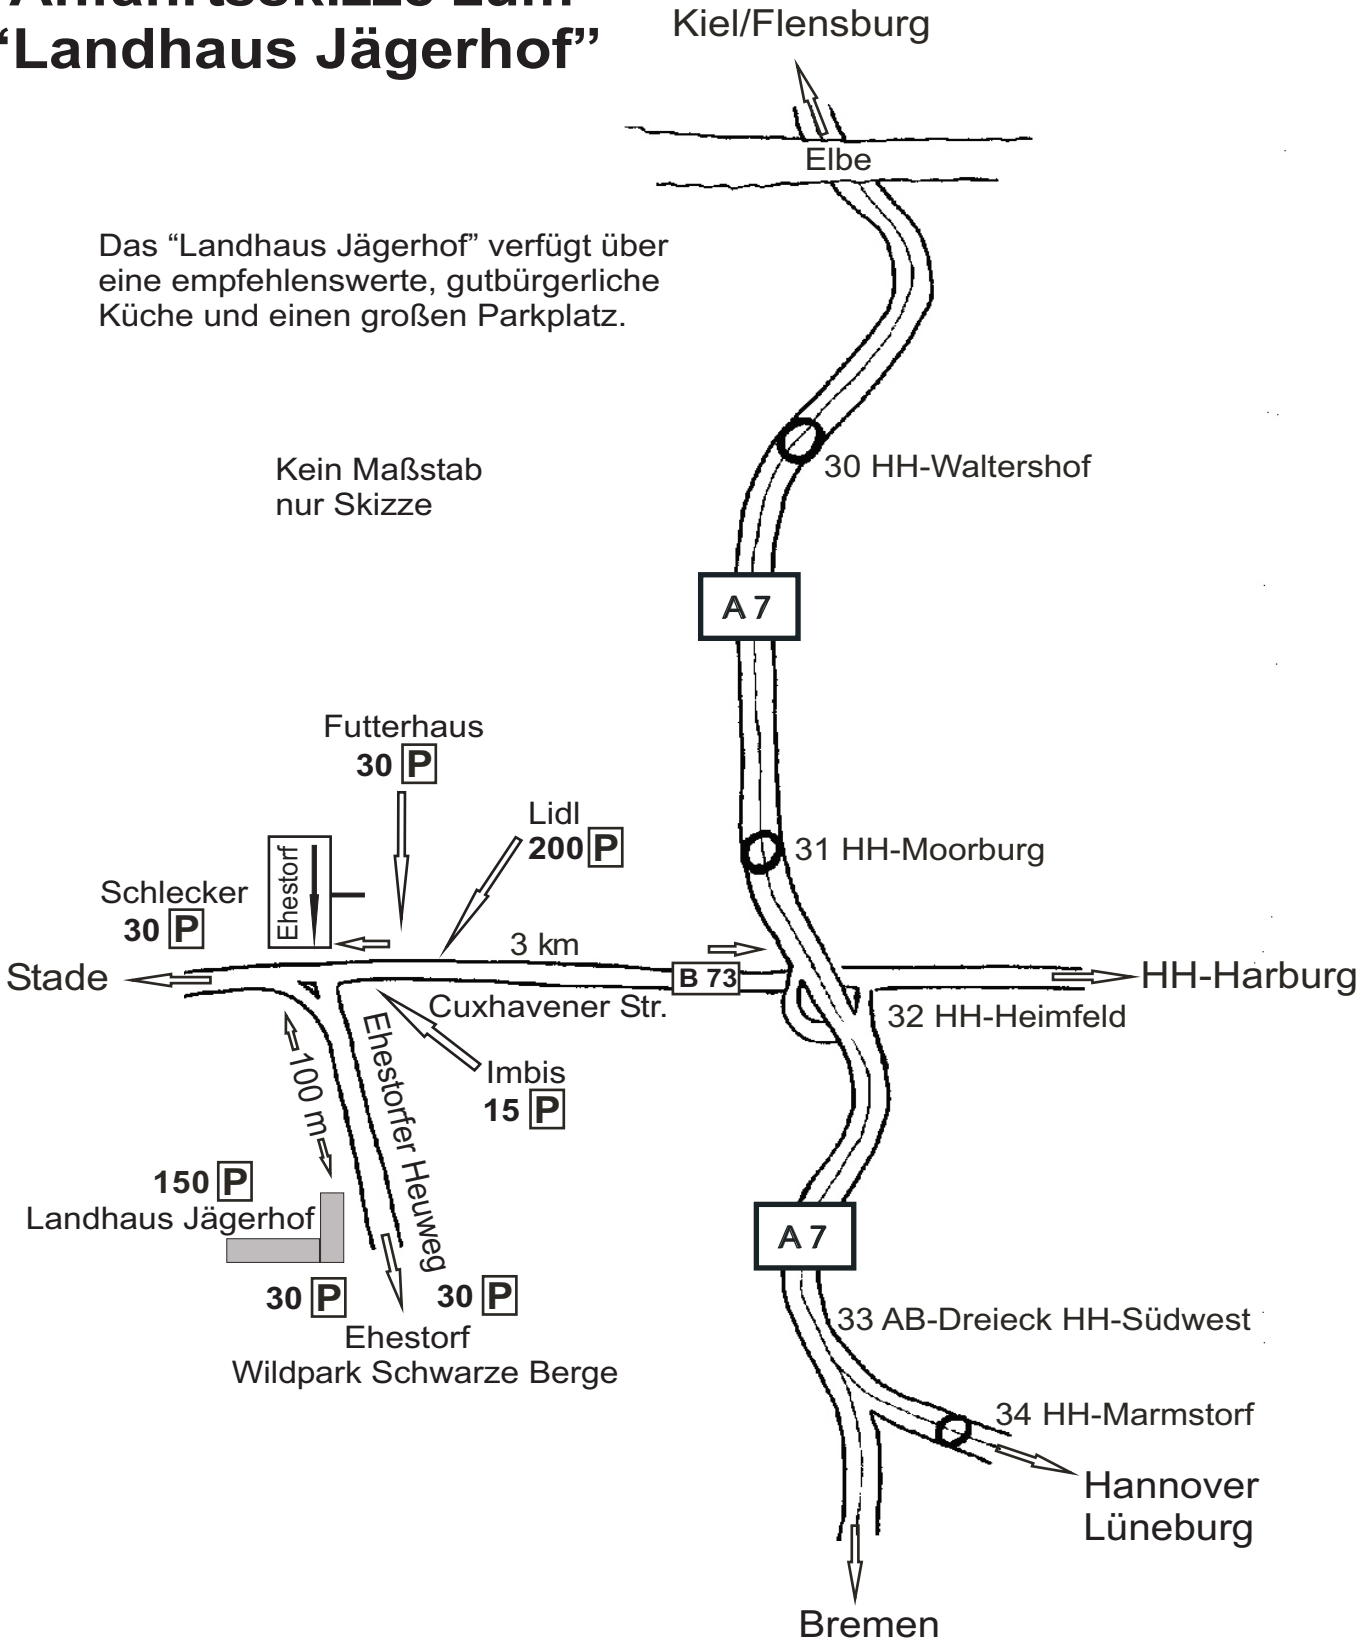 Anfahrtsskizze zum
“Landhaus Jägerhof”
Kiel/Flensburg
Elbe
Das “Landhaus Jägerhof” verfügt über
eine empfehlenswerte, gutbürgerliche
Küche und einen großen Parkplatz.
Kein Maßstab
nur Skizze
30 HH-Waltershof
A 7
Futterhaus
30 P
Lidl
200 P
31 HH-Moorburg
Ehestorf
Schlecker
30 P
3 km
Stade
B 73
HH-Harburg
Cuxhavener Str.
32 HH-Heimfeld
100 m
Ehestorfer Heuweg
Imbis
15 P
150 P
Landhaus Jägerhof
A 7
30 P
30 P
Ehestorf
Wildpark Schwarze Berge
33 AB-Dreieck HH-Südwest
34 HH-Marmstorf
Hannover
Lüneburg
Bremen